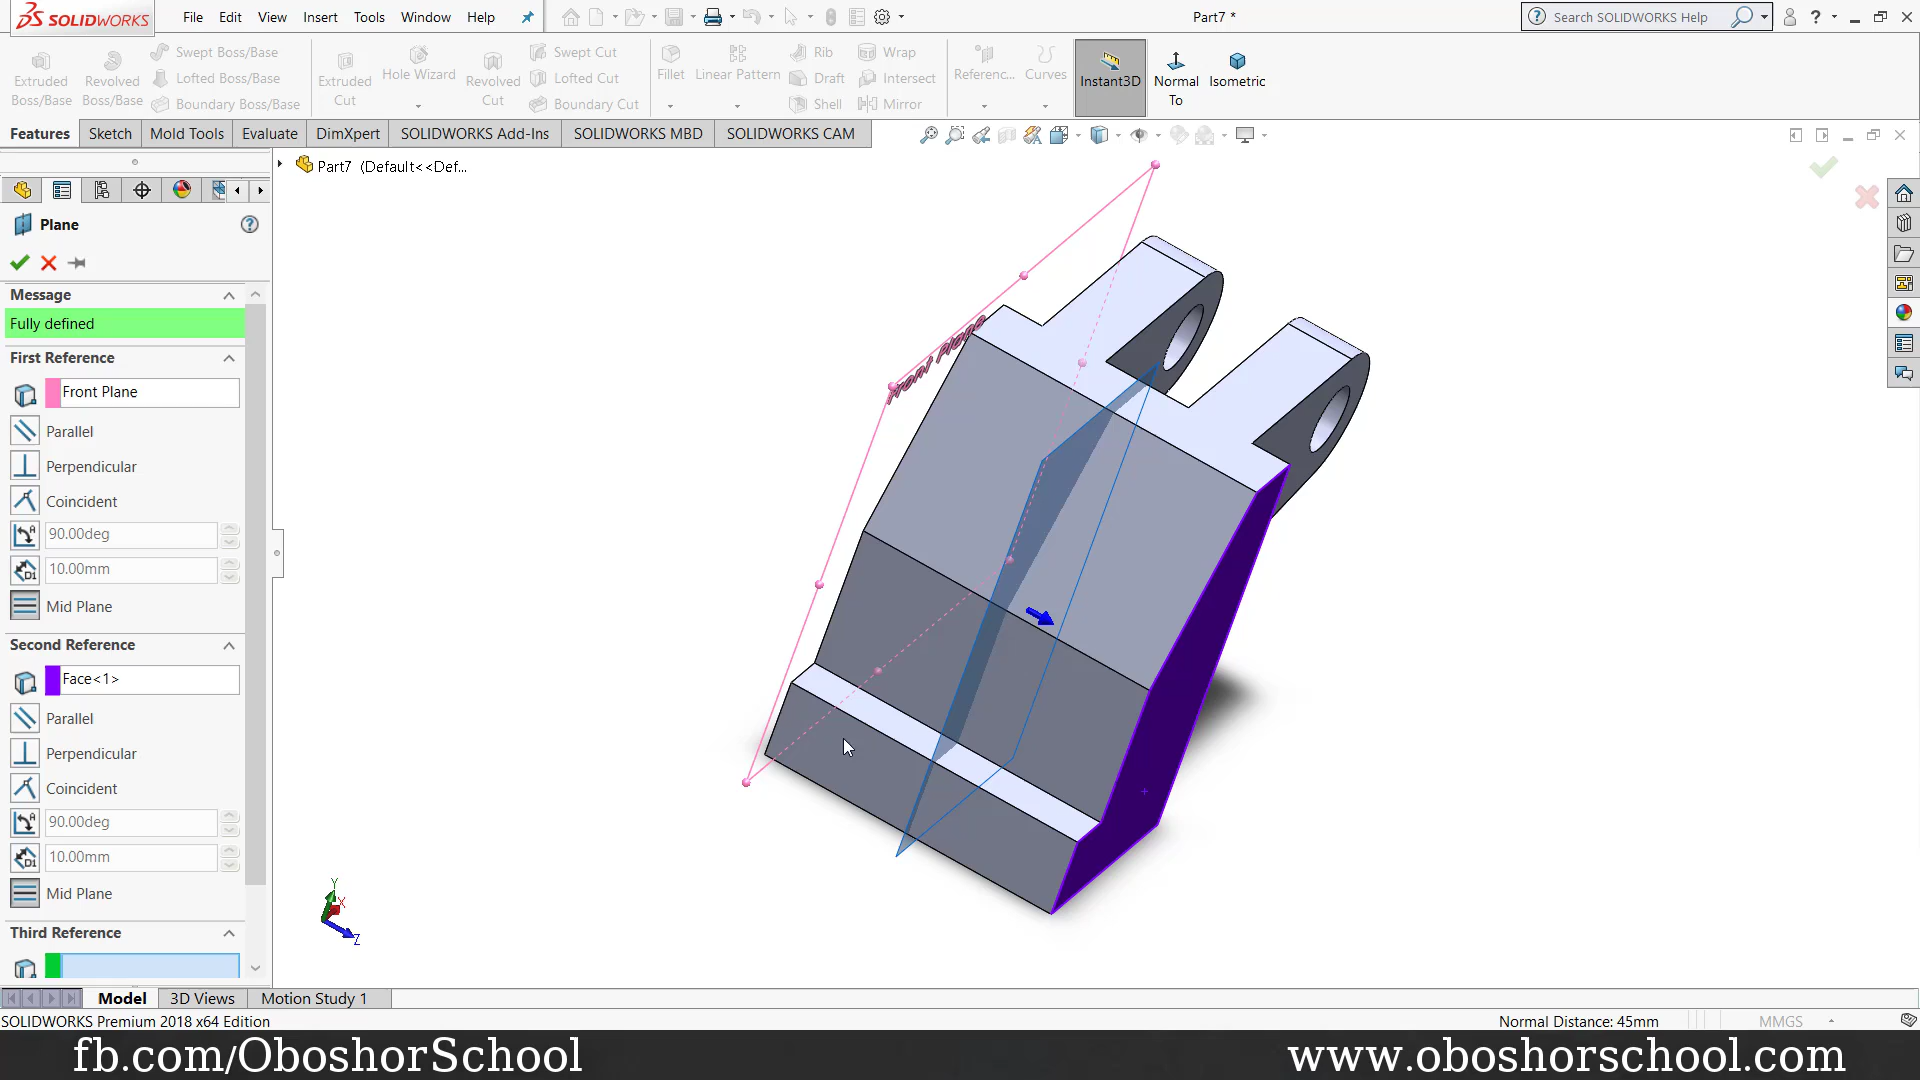 SOLIDWORKS
File Edit View Insert Tools Window Help
Part7 *
Search SOLIDWORKS Help
Extruded Boss/Base
Revolved Boss/Base
Swept Boss/Base
Lofted Boss/Base
Boundary Boss/Base
Extruded Cut
Hole Wizard
Revolved Cut
Swept Cut
Lofted Cut
Boundary Cut
Fillet
Linear Pattern
Rib
Draft
Shell
Wrap
Intersect
Mirror
Referenc...
Curves
Instant3D
Normal To
Isometric
Features Sketch Mold Tools Evaluate DimXpert SOLIDWORKS Add-Ins SOLIDWORKS MBD SOLIDWORKS CAM
Part7 (Default<<Def...
Plane
Message
Fully defined
First Reference
Front Plane
Parallel
Perpendicular
Coincident
90.00deg
10.00mm
Mid Plane
Second Reference
Face<1>
Parallel
Perpendicular
Coincident
90.00deg
10.00mm
Mid Plane
Third Reference
Front Plane
Y
X
Z
Model 3D Views Motion Study 1
SOLIDWORKS Premium 2018 x64 Edition
Normal Distance: 45mm
MMGS
fb.com/OboshorSchool
www.oboshorschool.com